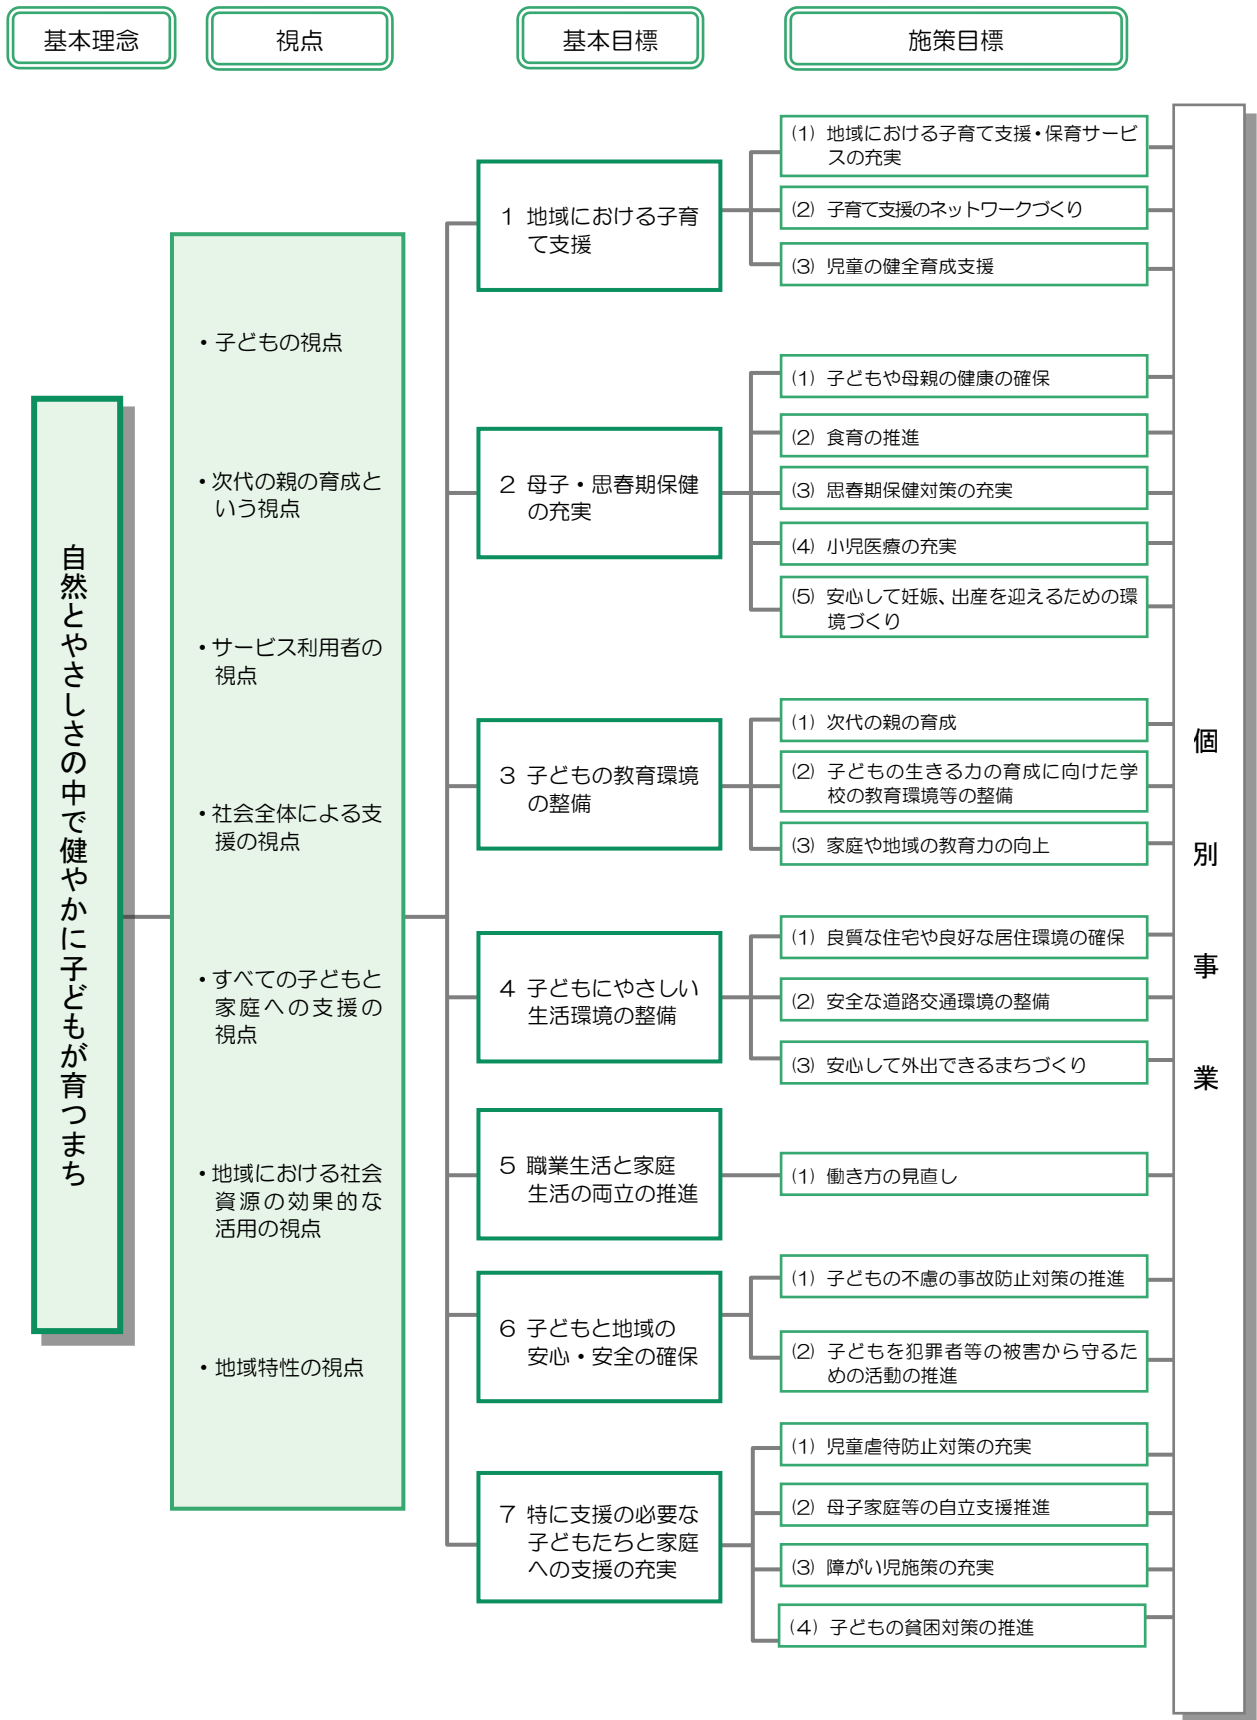 基本理念
視点
基本目標
施策目標
自然とやさしさの中で健やかに子どもが育つまち
・子どもの視点
・次代の親の育成と
いう視点
・サービス利用者の
視点
・社会全体による支
援の視点
・すべての子どもと
家庭への支援の
視点
・地域における社会
資源の効果的な
活用の視点
・地域特性の視点
1 地域における子育
て支援
(1) 地域における子育て支援・保育サービ
スの充実
(2) 子育て支援のネットワークづくり
(3) 児童の健全育成支援
2 母子・思春期保健
の充実
(1) 子どもや母親の健康の確保
(2) 食育の推進
(3) 思春期保健対策の充実
(4) 小児医療の充実
(5) 安心して妊娠、出産を迎えるための環
境づくり
3 子どもの教育環境
の整備
(1) 次代の親の育成
(2) 子どもの生きる力の育成に向けた学
校の教育環境等の整備
(3) 家庭や地域の教育力の向上
4 子どもにやさしい
生活環境の整備
(1) 良質な住宅や良好な居住環境の確保
(2) 安全な道路交通環境の整備
(3) 安心して外出できるまちづくり
5 職業生活と家庭
生活の両立の推進
(1) 働き方の見直し
6 子どもと地域の
安心・安全の確保
(1) 子どもの不慮の事故防止対策の推進
(2) 子どもを犯罪者等の被害から守るた
めの活動の推進
7 特に支援の必要な
子どもたちと家庭
への支援の充実
(1) 児童虐待防止対策の充実
(2) 母子家庭等の自立支援推進
(3) 障がい児施策の充実
(4) 子どもの貧困対策の推進
個別事業